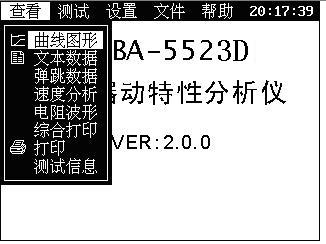 查看 测试 设置 文件 帮助 20:17:39
曲线图形
文本数据
弹跳数据
速度分析
电阻波形
综合打印
打印
测试信息
BA-5523D
器动特性分析仪
VER:2.0.0